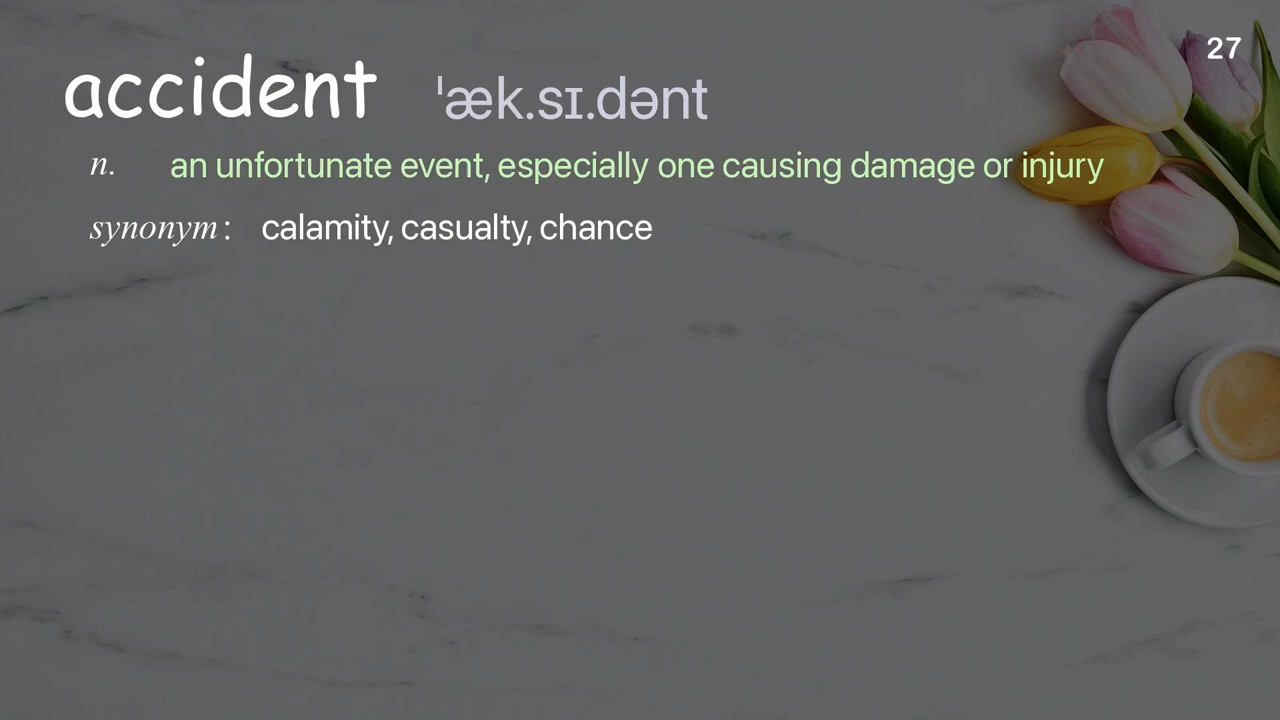 27
accident ˈæk.sɪ.dənt
n. an unfortunate event, especially one causing damage or injury
synonym : calamity, casualty, chance